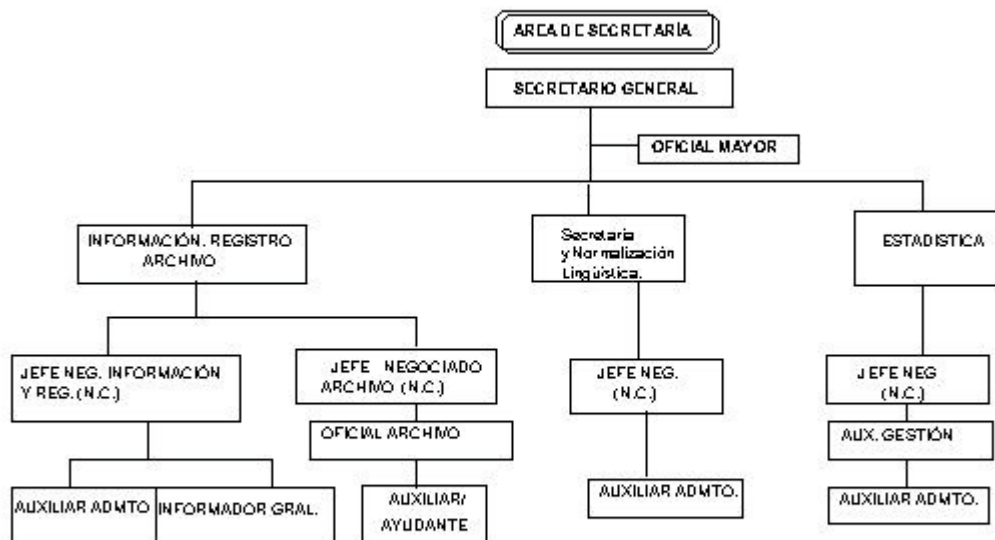 AREA DE SECRETARÍA
SECRETARIO GENERAL
OFICIAL MAYOR
INFORMACIÓN. REGISTRO
ARCHIVO
Secretaria
y Normalización
Lingüística.
ESTADISTICA
JEFE NEG. INFORMACIÓN
Y REG. (N.C.)
JEFE NEGOCIADO
ARCHIVO (N.C.)
JEFE NEG.
(N.C.)
JEFE NEG
(N.C.)
OFICIAL ARCHIVO
AUX. GESTIÓN
AUXILIAR ADMTO
INFORMADOR GRAL.
AUXILIAR/
AYUDANTE
AUXILIAR ADMTO.
AUXILIAR ADMTO.